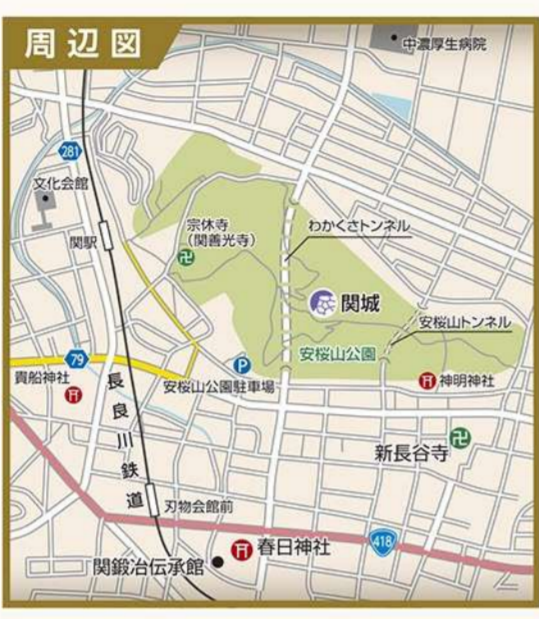 周辺図
中濃厚生病院
281
文化会館
宗休寺
(関善光寺)
わかくさトンネル
関駅
関城
安桜山トンネル
安桜山公園
79
P
貴船神社
安桜山公園駐車場
神明神社
長良川鉄道
新長谷寺
刃物会館前
418
春日神社
関鍛冶伝承館